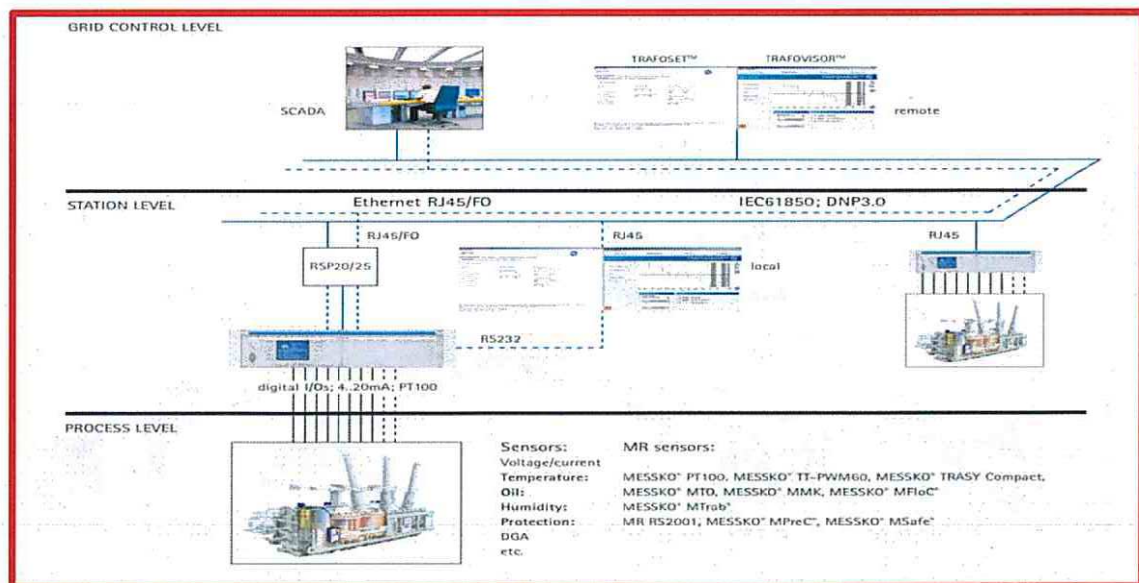 GRID CONTROL LEVEL
TRAFOSET™ TRAFOVISOR™
SCADA
remote
STATION LEVEL
Ethernet RJ45/FO IEC61850; DNP3.0
RJ45/FO RJ45 RJ45
RSP20/25
local
RS232
digital I/Os; 4..20mA; PT100
PROCESS LEVEL
Sensors: MR sensors:
Voltage/current
Temperature: MESSKO® PT100, MESSKO® TT-PWM60, MESSKO® TRASY Compact,
Oil: MESSKO® MTO, MESSKO® MMK, MESSKO® MFloC®
Humidity: MESSKO® MTrab®
Protection: MR RS2001, MESSKO® MPreC®, MESSKO® MSafe®
DGA
etc.